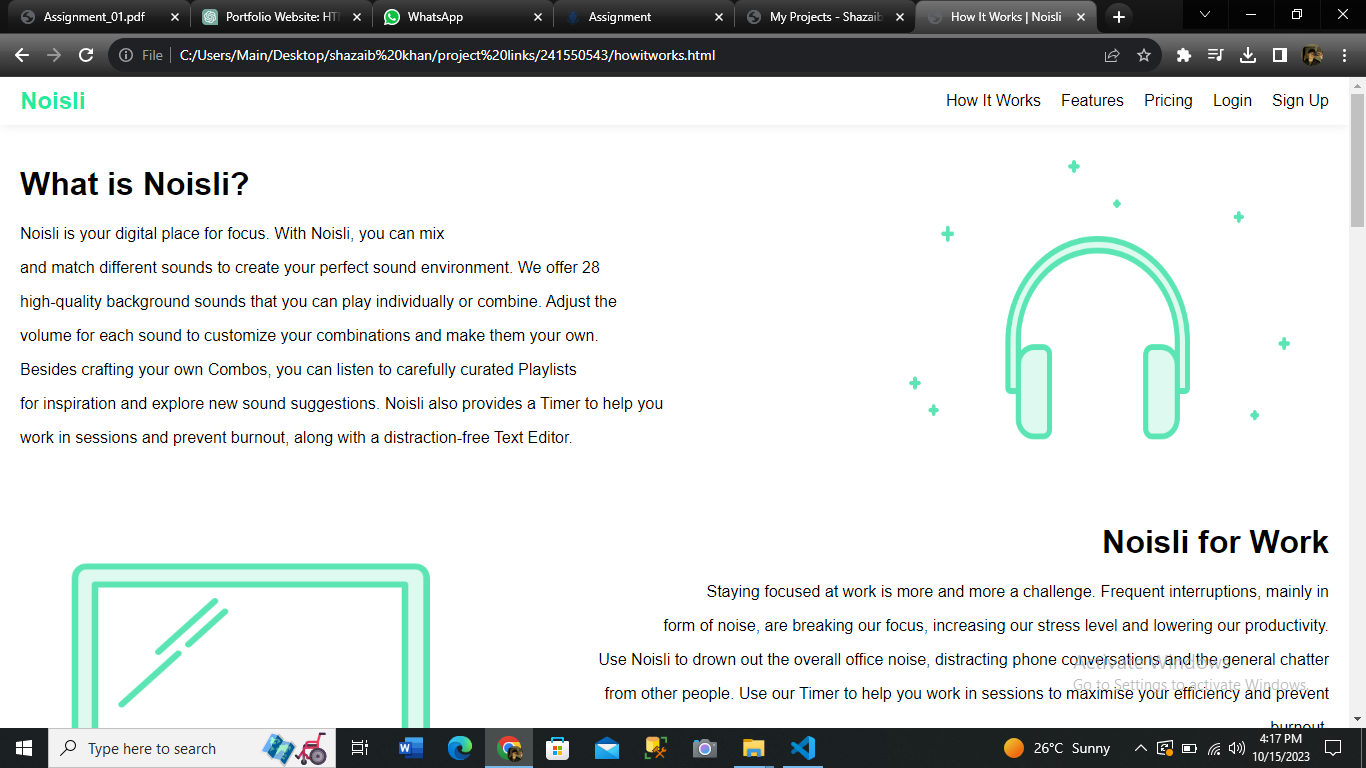 Assignment_01.pdf
Portfolio Website: HT
WhatsApp
Assignment
My Projects - Shazaib
How It Works | Noisli
File
C:/Users/Main/Desktop/shazaib%20khan/project%20links/241550543/howitworks.html
Noisli
How It Works
Features
Pricing
Login
Sign Up
What is Noisli?
Noisli is your digital place for focus. With Noisli, you can mix
and match different sounds to create your perfect sound environment. We offer 28
high-quality background sounds that you can play individually or combine. Adjust the
volume for each sound to customize your combinations and make them your own.
Besides crafting your own Combos, you can listen to carefully curated Playlists
for inspiration and explore new sound suggestions. Noisli also provides a Timer to help you
work in sessions and prevent burnout, along with a distraction-free Text Editor.
Noisli for Work
Staying focused at work is more and more a challenge. Frequent interruptions, mainly in
form of noise, are breaking our focus, increasing our stress level and lowering our productivity.
Use Noisli to drown out the overall office noise, distracting phone conversations and the general chatter
from other people. Use our Timer to help you work in sessions to maximise your efficiency and prevent
burnout.
Activate Windows
Go to Settings to activate Windows.
Type here to search
26°C Sunny
4:17 PM
10/15/2023